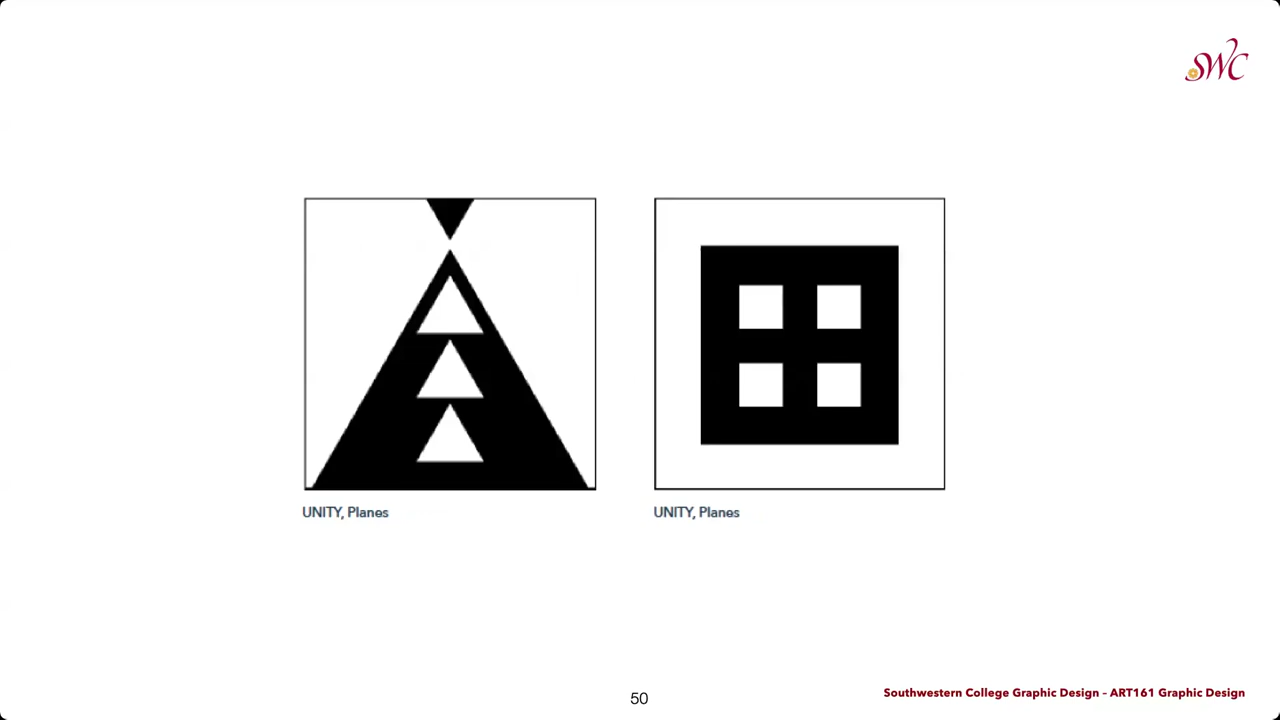 SWC
UNITY, Planes
UNITY, Planes
50
Southwestern College Graphic Design – ART161 Graphic Design